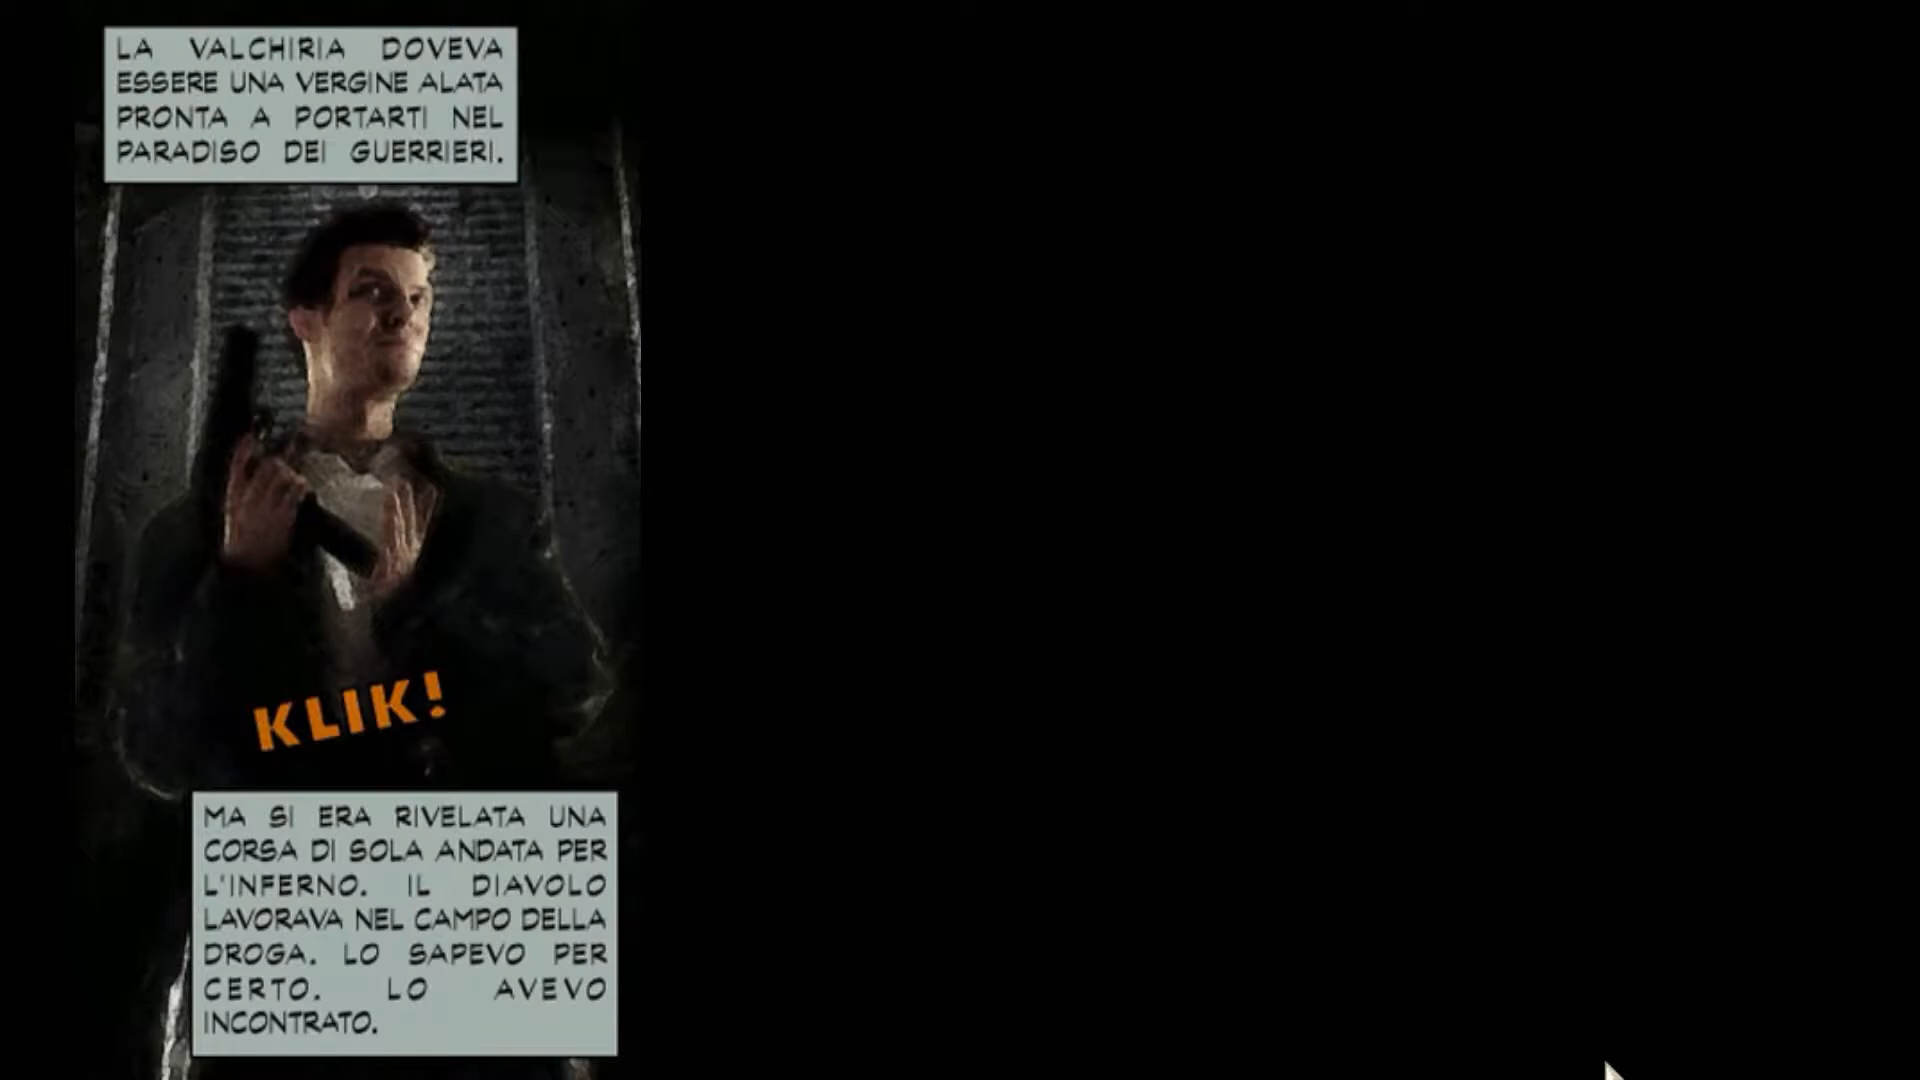 LA VALCHIRIA DOVEVA
ESSERE UNA VERGINE ALATA
PRONTA A PORTARTI NEL
PARADISO DEI GUERRIERI.
KLIK!
MA SI ERA RIVELATA UNA
CORSA DI SOLA ANDATA PER
L'INFERNO. IL DIAVOLO
LAVORAVA NEL CAMPO DELLA
DROGA. LO SAPEVO PER
CERTO. LO AVEVO
INCONTRATO.